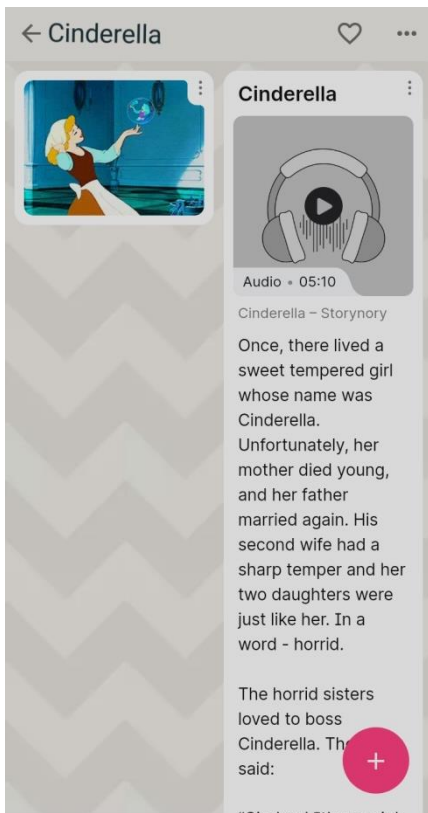 Cinderella
Cinderella
Audio • 05:10
Cinderella – Storynory
Once, there lived a
sweet tempered girl
whose name was
Cinderella.
Unfortunately, her
mother died young,
and her father
married again. His
second wife had a
sharp temper and her
two daughters were
just like her. In a
word - horrid.
The horrid sisters
loved to boss
Cinderella.
said: